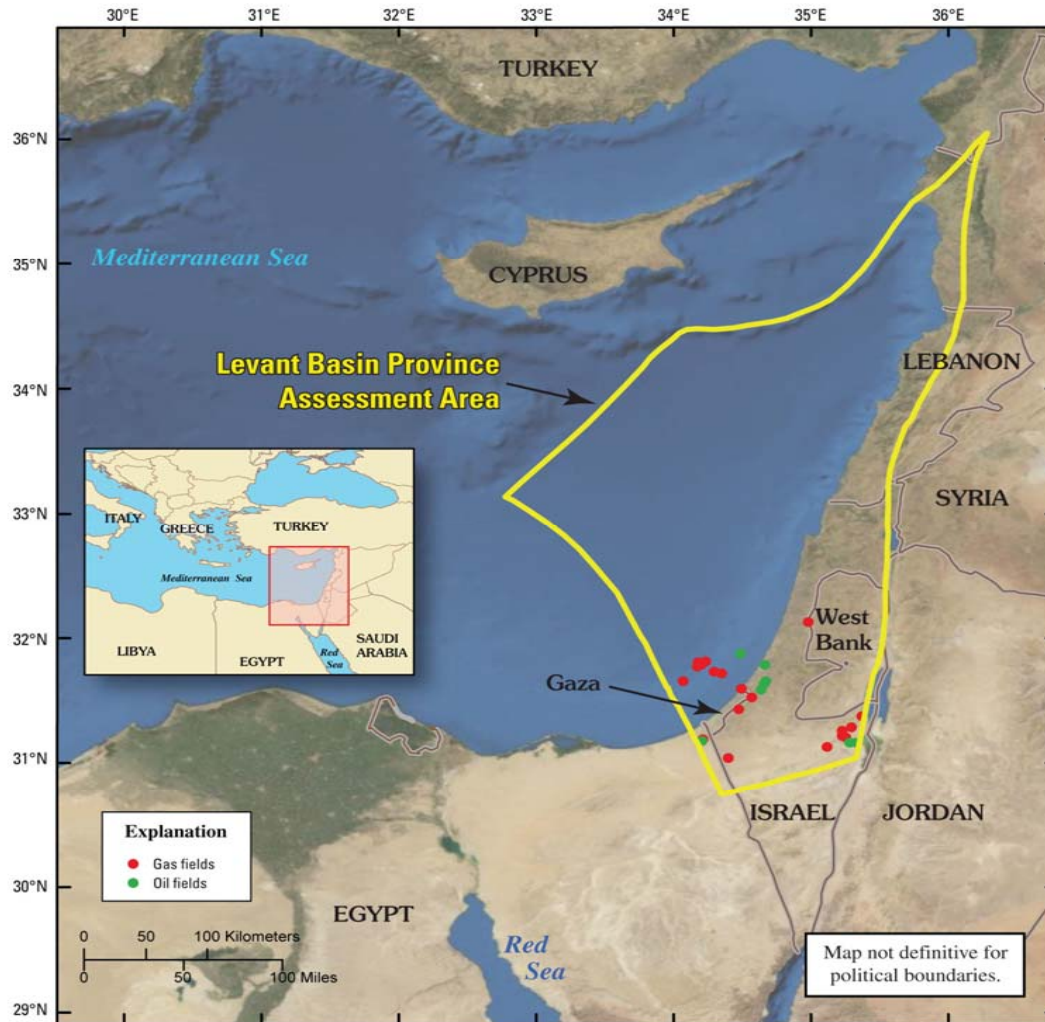 30°E
31°E
32°E
33°E
34°E
35°E
36°E
TURKEY
36°N
35°N
Mediterranean Sea
CYPRUS
34°N
Levant Basin Province
Assessment Area
LEBANON
33°N
SYRIA
ITALY
GREECE
TURKEY
Mediterranean Sea
LIBYA
EGYPT
Red
Sea
SAUDI
ARABIA
32°N
West
Bank
Gaza
31°N
ISRAEL
JORDAN
Explanation
Gas fields
Oil fields
30°N
EGYPT
0 50 100 Kilometers
0 50 100 Miles
Red
Sea
Map not definitive for
political boundaries.
29°N